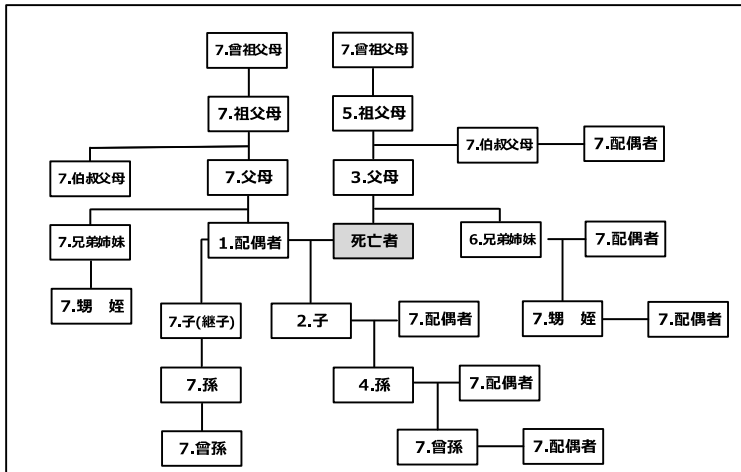 7.曾祖父母
7.曾祖父母
7.祖父母
5.祖父母
7.伯叔父母
7.配偶者
7.伯叔父母
7.父母
3.父母
7.兄弟姉妹
1.配偶者
死亡者
6.兄弟姉妹
7.配偶者
7.甥　姪
7.子(継子)
2.子
7.配偶者
7.甥　姪
7.配偶者
7.孫
4.孫
7.配偶者
7.曾孫
7.曾孫
7.配偶者